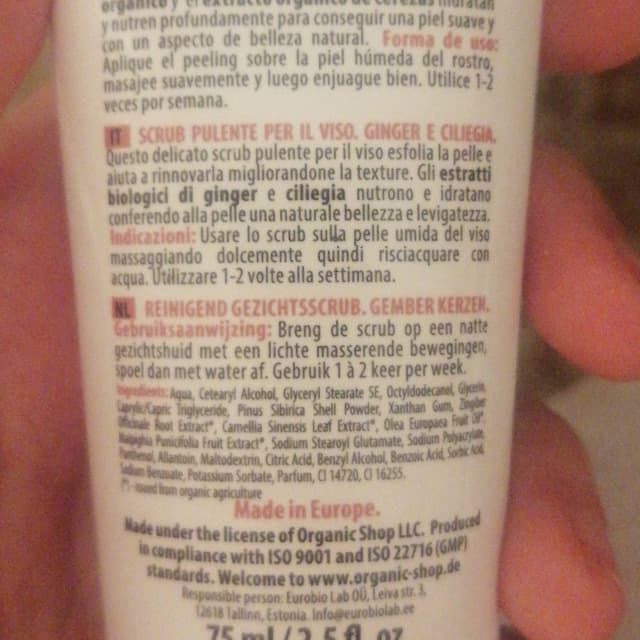 orgánico y el extracto orgánico de cerezas hidratan
y nutren profundamente para conseguir una piel suave y
con un aspecto de belleza natural. Forma de uso:
Aplique el peeling sobre la piel húmeda del rostro,
masajee suavemente y luego enjuague bien. Utilice 1-2
veces por semana.
IT SCRUB PULENTE PER IL VISO. GINGER E CILIEGIA.
Questo delicato scrub pulente per il viso esfolia la pelle e
aiuta a rinnovarla migliorandone la texture. Gli estratti
biologici di ginger e ciliegia nutrono e idratano
conferendo alla pelle una naturale bellezza e levigatezza.
Indicazioni: Usare lo scrub sulla pelle umida del viso
massaggiando dolcemente quindi risciacquare con
acqua. Utilizzare 1-2 volte alla settimana.
NL REINIGEND GEZICHTSSCRUB. GEMBER KERZEN.
Gebruiksaanwijzing: Breng de scrub op een natte
gezichtshuid met een lichte masserende bewegingen,
spoel dan met water af. Gebruik 1 à 2 keer per week.
Ingredients: Aqua, Cetearyl Alcohol, Glyceryl Stearate SE, Octyldodecanol, Glycerin,
Caprylic/Capric Triglyceride, Pinus Sibirica Shell Powder, Xanthan Gum, Zingiber
Officinale Root Extract*, Camellia Sinensis Leaf Extract*, Olea Europaea Fruit Oil*,
Malpighia Punicifolia Fruit Extract*, Sodium Stearoyl Glutamate, Sodium Polyacrylate,
Panthenol, Allantoin, Maltodextrin, Citric Acid, Benzyl Alcohol, Benzoic Acid, Sorbic Acid,
Sodium Benzoate, Potassium Sorbate, Parfum, CI 14720, CI 16255.
(*) - issued from organic agriculture
Made in Europe.
Made under the license of Organic Shop LLC. Produced
in compliance with ISO 9001 and ISO 22716 (GMP)
standards. Welcome to www.organic-shop.de
Responsible person: Eurobio Lab OÜ, Leiva str. 3,
12618 Tallinn, Estonia. Info@eurobiolab.ee
75 ml / 2.5 fl. oz.